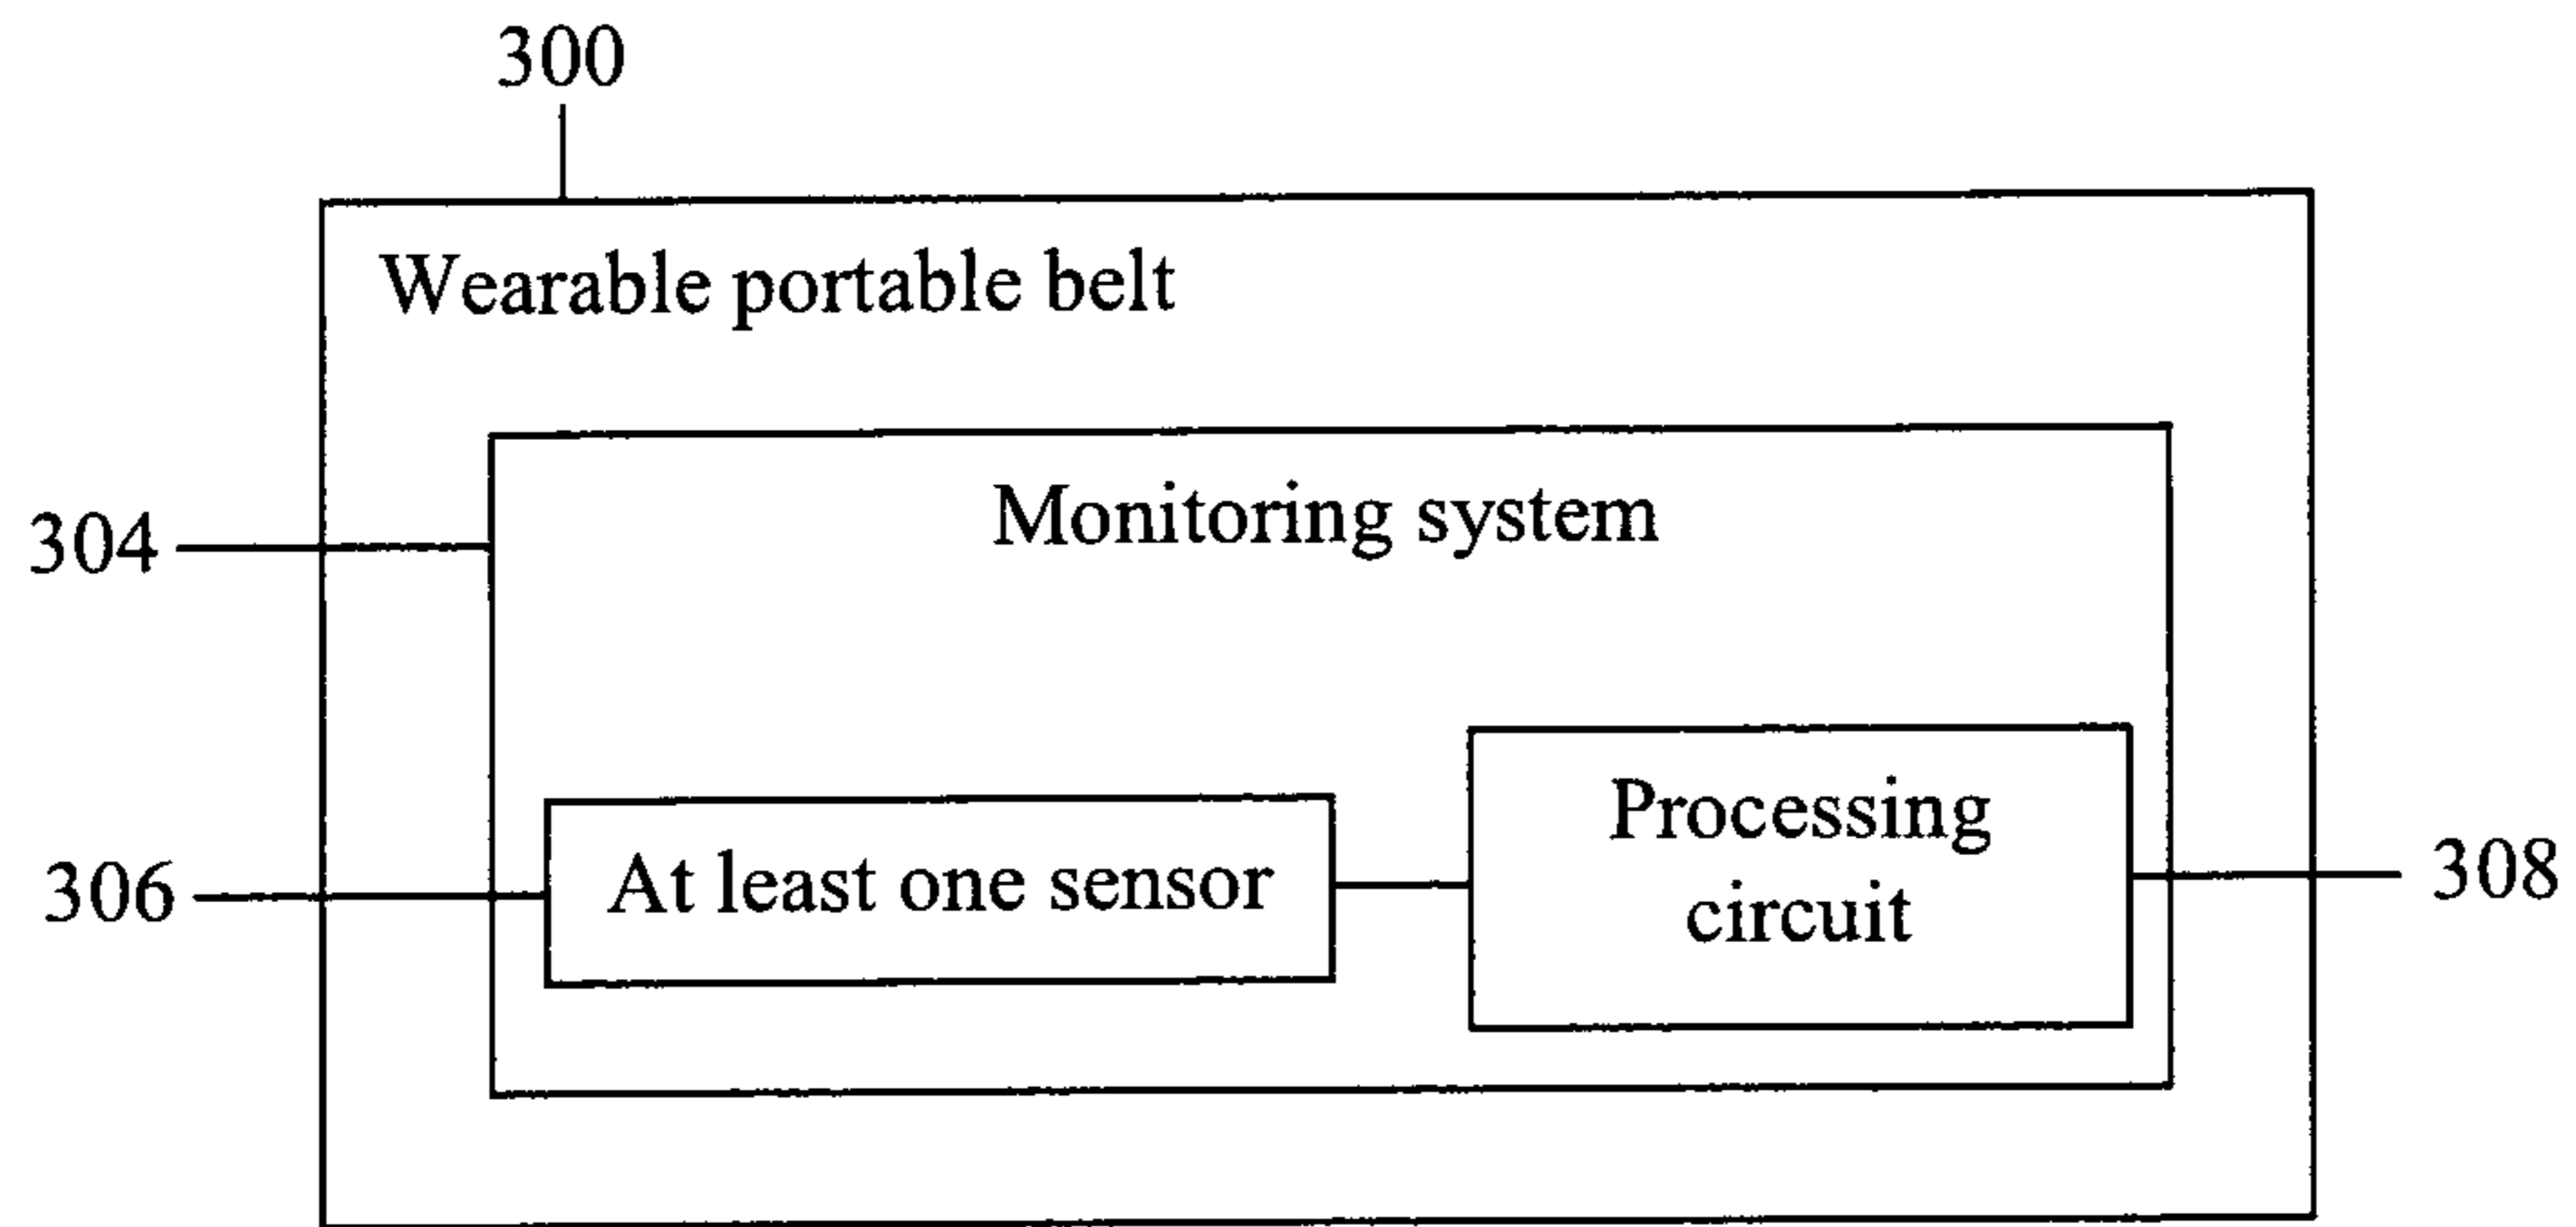 300
Wearable portable belt
304
Monitoring system
306
At least one sensor
Processing
circuit
308